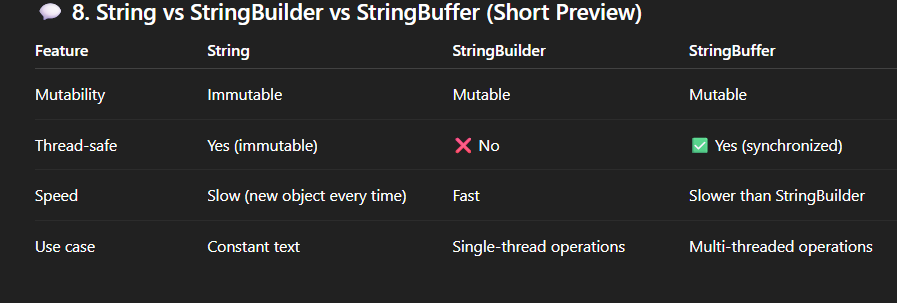 💬 8. String vs StringBuilder vs StringBuffer (Short Preview)
Feature String StringBuilder StringBuffer
Mutability Immutable Mutable Mutable
Thread-safe Yes (immutable) ❌ No ✅ Yes (synchronized)
Speed Slow (new object every time) Fast Slower than StringBuilder
Use case Constant text Single-thread operations Multi-threaded operations